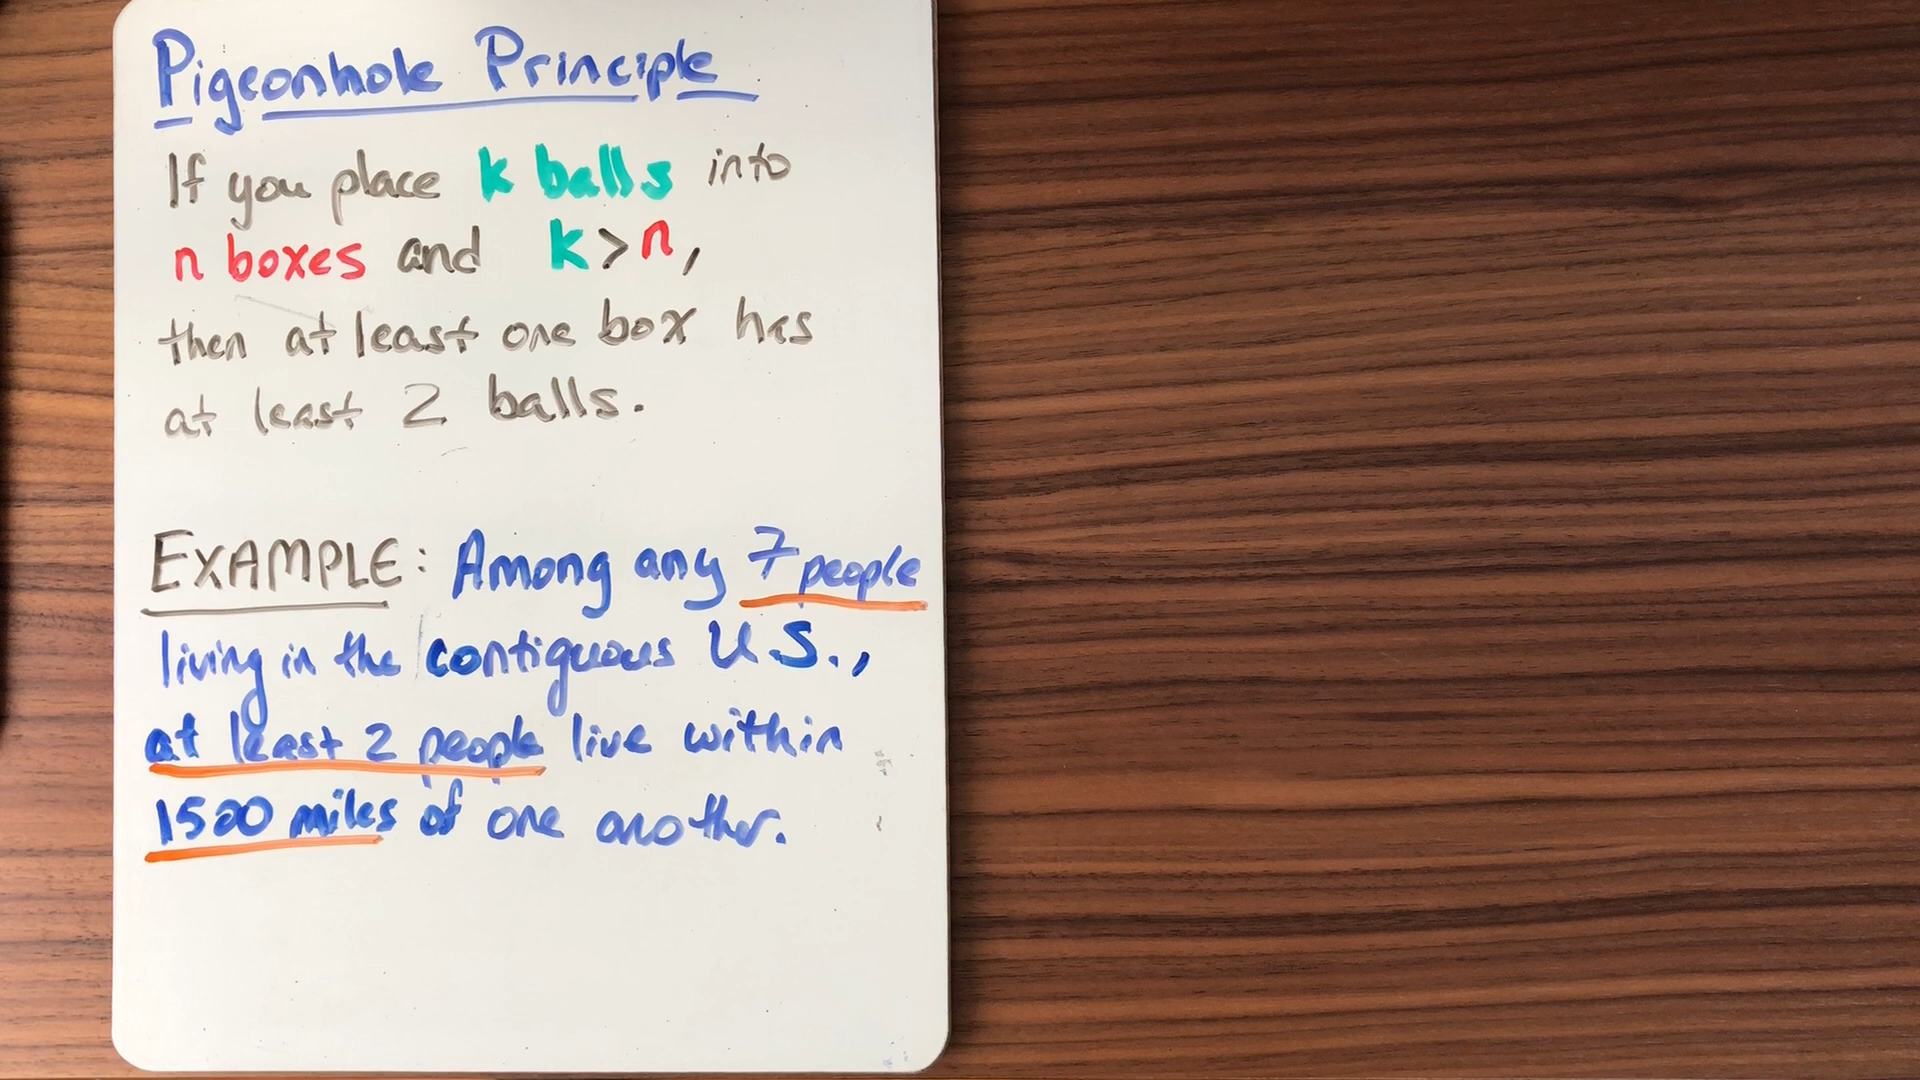 Pigeonhole Principle
If you place k balls into
n boxes and k>n,
then at least one box has
at least 2 balls.
EXAMPLE: Among any 7 people
living in the contiguous U.S.,
at least 2 people live within
1500 miles of one another.